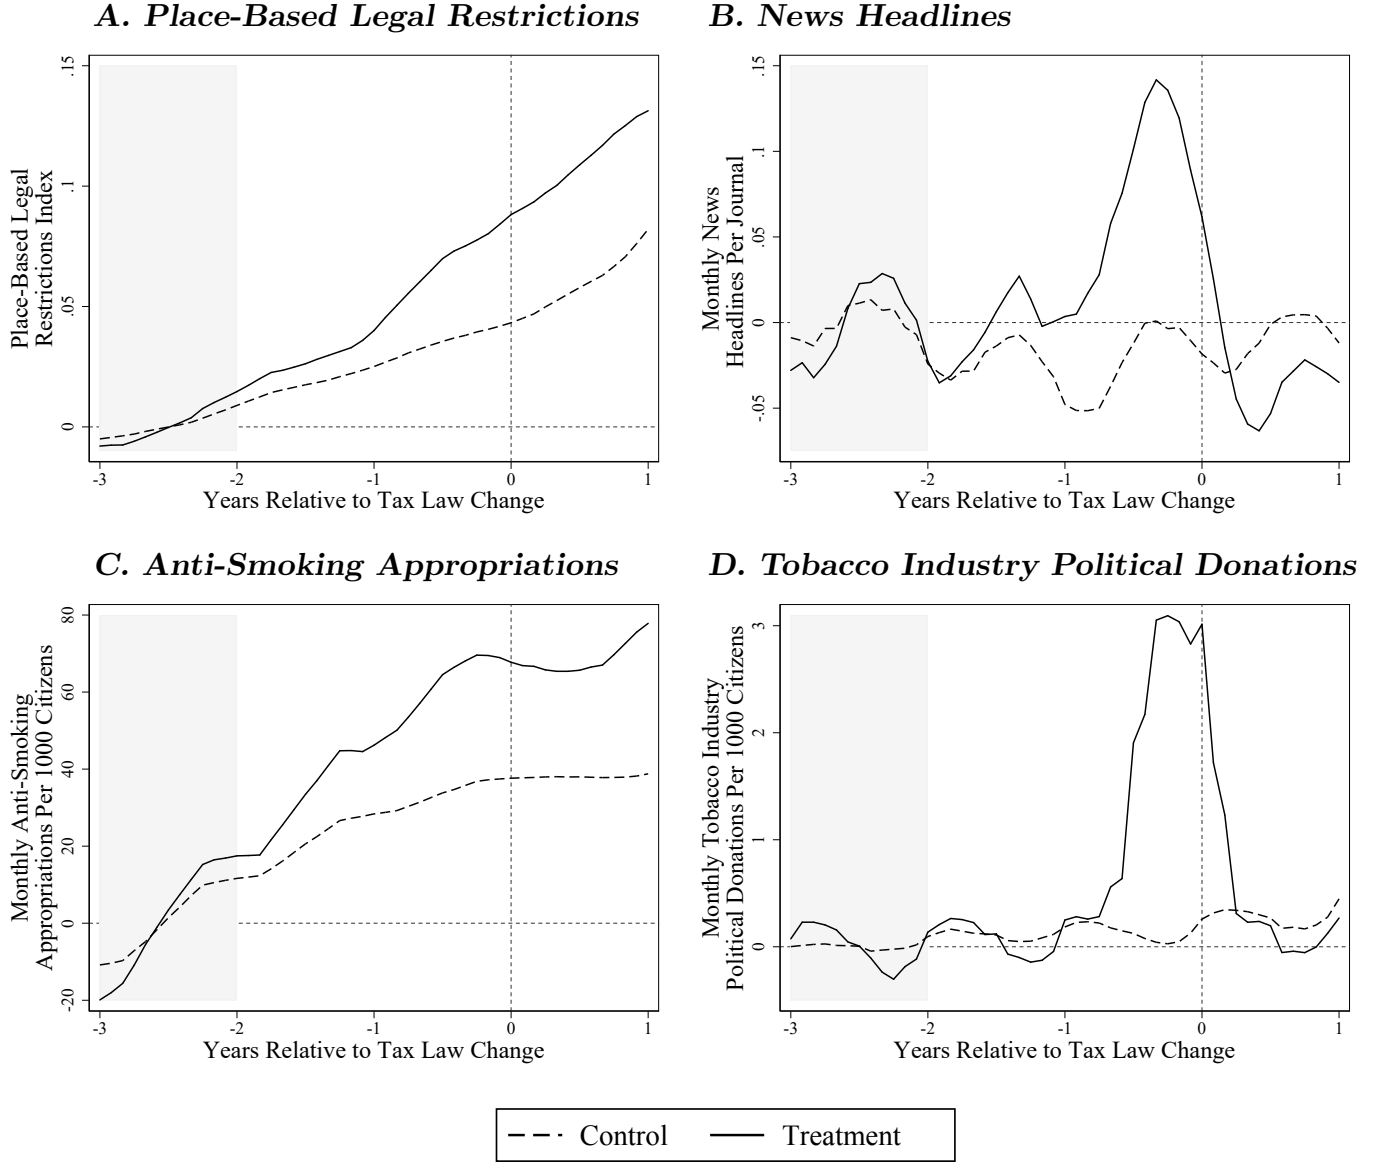 A. Place-Based Legal Restrictions
Place-Based Legal
Restrictions Index
.15
.1
.05
0
-3 -2 -1 0 1
Years Relative to Tax Law Change
B. News Headlines
Monthly News
Headlines Per Journal
.15
.1
.05
0
-.05
-3 -2 -1 0 1
Years Relative to Tax Law Change
C. Anti-Smoking Appropriations
Monthly Anti-Smoking
Appropriations Per 1000 Citizens
80
60
40
20
0
-20
-3 -2 -1 0 1
Years Relative to Tax Law Change
D. Tobacco Industry Political Donations
Monthly Tobacco Industry
Political Donations Per 1000 Citizens
3
2
1
0
-3 -2 -1 0 1
Years Relative to Tax Law Change
Control Treatment